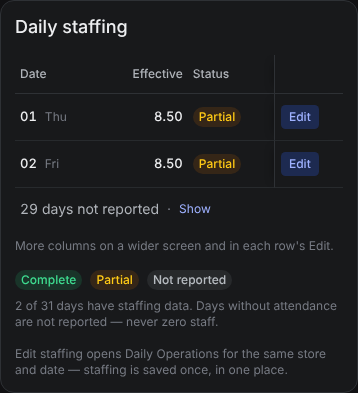 Daily staffing
Date Effective Status
01 Thu 8.50 Partial Edit
02 Fri 8.50 Partial Edit
29 days not reported · Show
More columns on a wider screen and in each row's Edit.
Complete Partial Not reported
2 of 31 days have staffing data. Days without attendance
are not reported — never zero staff.
Edit staffing opens Daily Operations for the same store
and date — staffing is saved once, in one place.